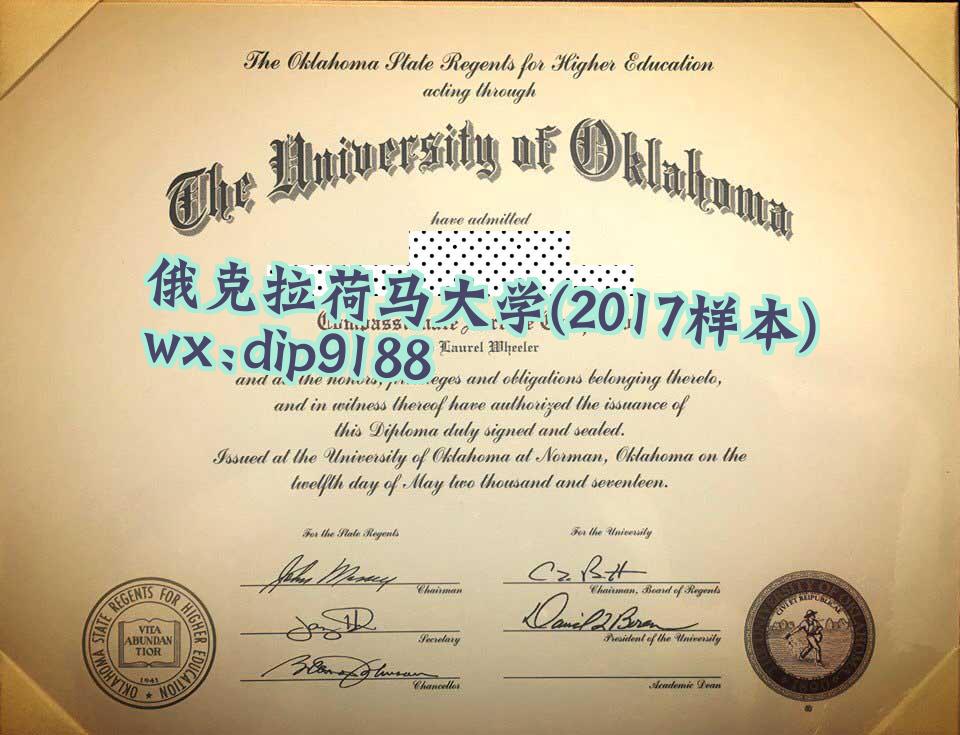 The Oklahoma State Regents for Higher Education
acting through
The University of Oklahoma
have admitted
俄克拉荷马大学(2017样本)
Laurel Wheeler
wx:dip9188
and all the honors, privileges and obligations belonging thereto,
and in witness thereof have authorized the issuance of
this Diploma duly signed and sealed.
Issued at the University of Oklahoma at Norman, Oklahoma on the
twelfth day of May two thousand and seventeen.
For the State Regents
For the University
Chairman
Chairman, Board of Regents
Secretary
President of the University
Chancellor
Academic Dean
OKLAHOMA STATE REGENTS FOR HIGHER EDUCATION
VITA
ABUNDAN
TIOR
1941
CIVET REIPUBLICAE